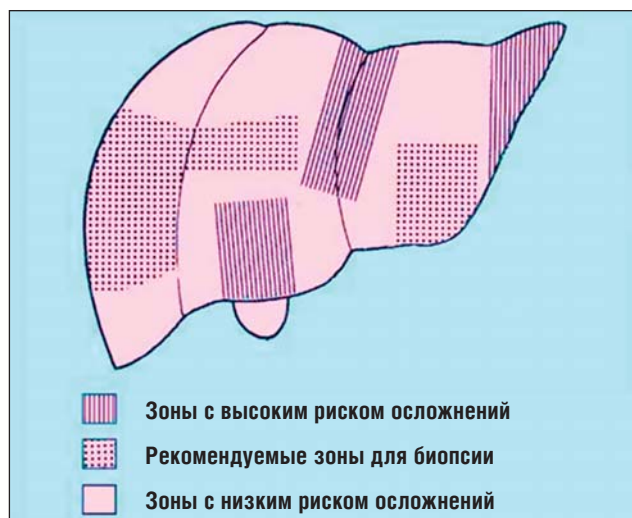 Зоны с высоким риском осложнений
Рекомендуемые зоны для биопсии
Зоны с низким риском осложнений